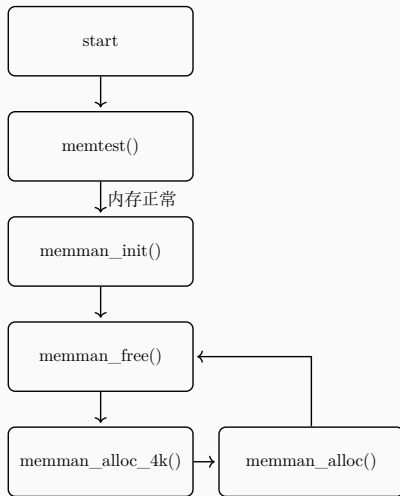 start
memtest()
内存正常
memman_init()
memman_free()
memman_alloc_4k()
memman_alloc()